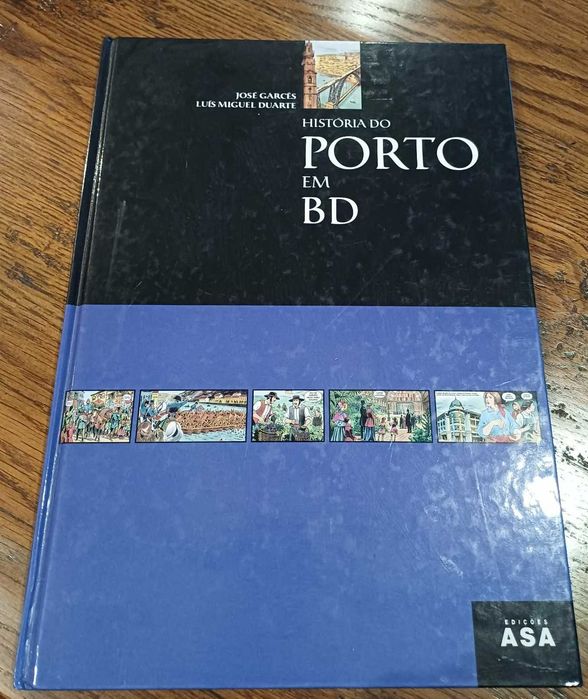 JOSÉ GARCÊS
LUÍS MIGUEL DUARTE
HISTÓRIA DO
PORTO
EM
BD
EDIÇÕES
ASA